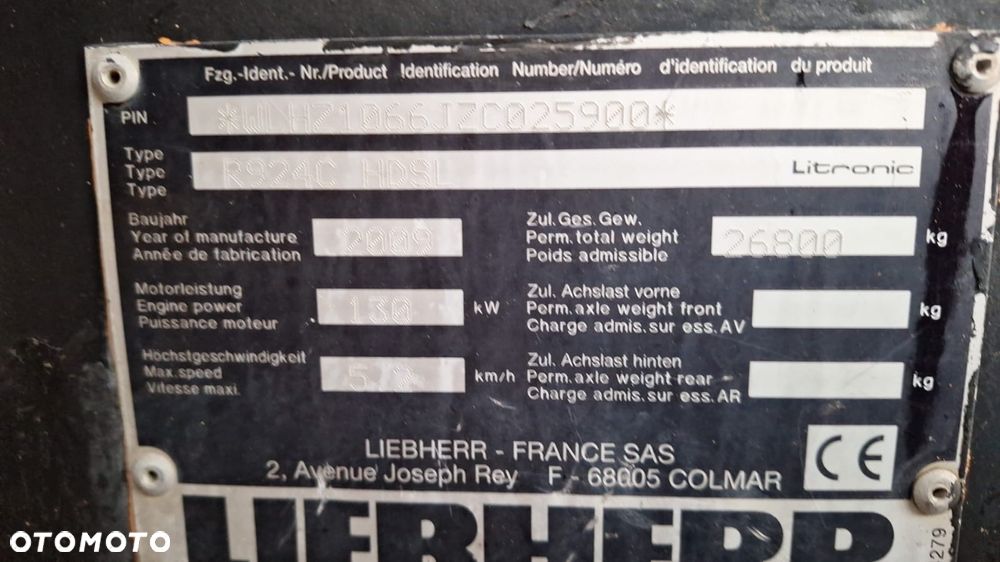 Fzg.-Ident.- Nr./Product Identification Number/Numéro d'identification du produit
PIN *WLHZ1066JZC025900*
Type
Type R924C HDSL Litronic
Type
Baujahr
Year of manufacture 2009
Année de fabrication
Zul.Ges.Gew.
Perm.total weight 26800 kg
Poids admissible
Motorleistung
Engine power 130 kW
Puissance moteur
Zul. Achslast vorne
Perm.axle weight front kg
Charge admis.sur ess.AV
Höchstgeschwindigkeit
Max.speed km/h
Vitesse maxi.
Zul. Achslast hinten
Perm.axle weight rear kg
Charge admis.sur ess.AR
LIEBHERR - FRANCE SAS
2, Avenue Joseph Rey F - 68005 COLMAR
CE
LIEBHERR
279
OTOMOTO